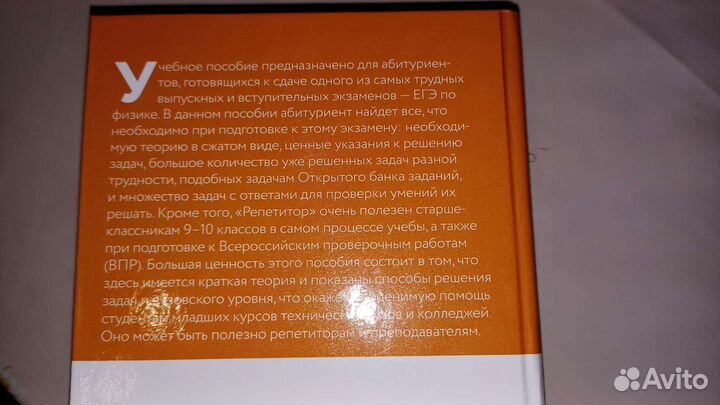 Учебное пособие предназначено для абитуриен-
тов, готовящихся к сдаче одного из самых трудных
выпускных и вступительных экзаменов — ЕГЭ по
физике. В данном пособии абитуриент найдет все, что
необходимо при подготовке к этому экзамену: необходи-
мую теорию в сжатом виде, ценные указания к решению
задач, большое количество уже решенных задач разной
трудности, подобных задачам Открытого банка заданий,
и множество задач с ответами для проверки умений их
решать. Кроме того, «Репетитор» очень полезен старше-
классникам 9–10 классов в самом процессе учебы, а также
при подготовке к Всероссийским проверочным работам
(ВПР). Большая ценность этого пособия состоит в том, что
здесь имеется краткая теория и показаны способы решения
задач вузовского уровня, что окажет неоценимую помощь
студентам младших курсов технических вузов и колледжей.
Оно может быть полезно репетиторам и преподавателям.
Avito